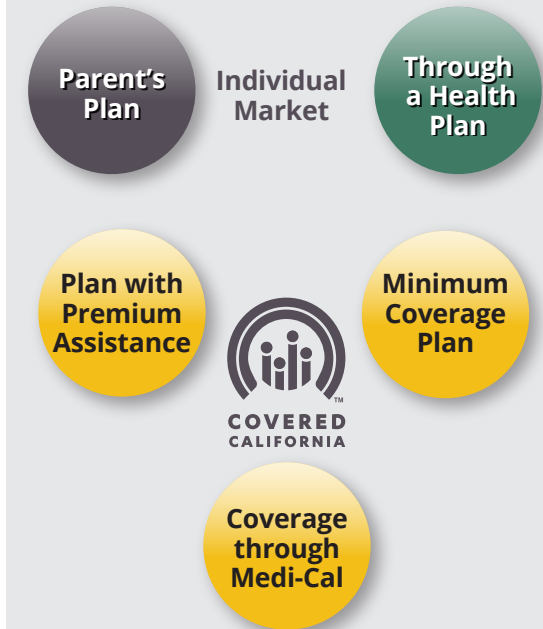 Parent's
Plan
Individual
Market
Through
a Health
Plan
Plan with
Premium
Assistance
Minimum
Coverage
Plan
TM
COVERED
CALIFORNIA
Coverage
through
Medi-Cal